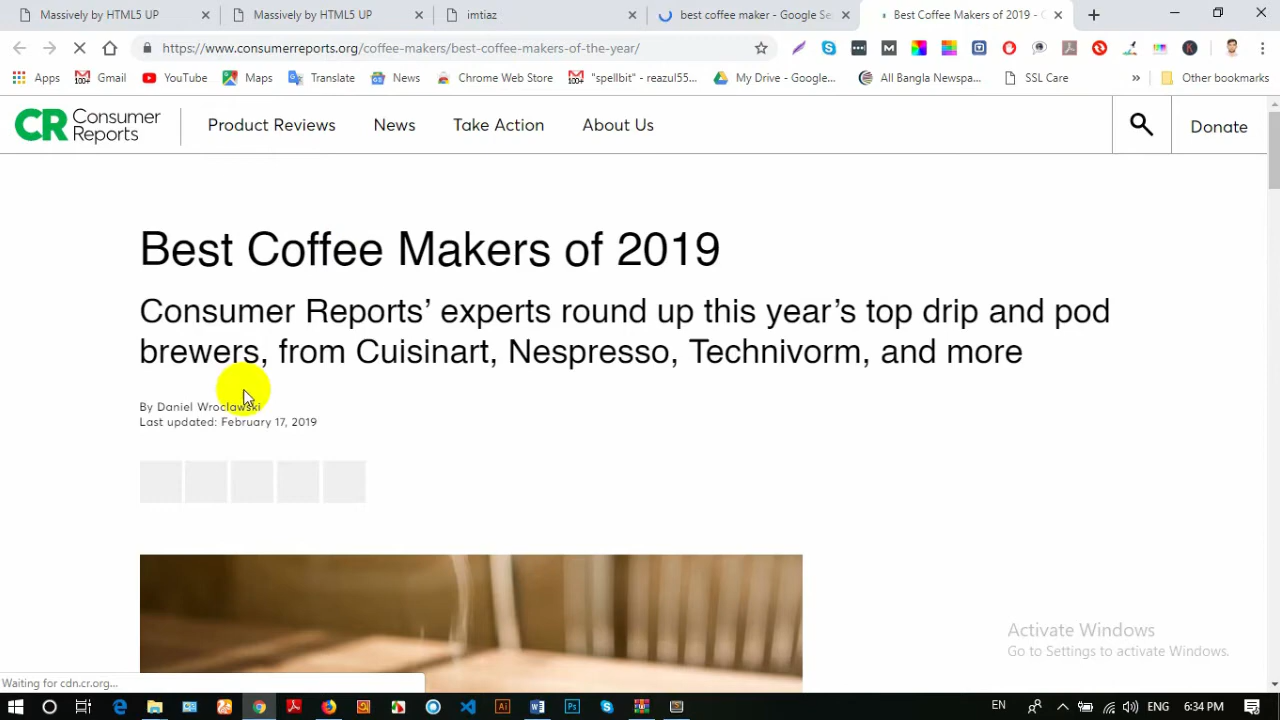 Massively by HTML5 UP
Massively by HTML5 UP
imtiaz
best coffee maker - Google Se
Best Coffee Makers of 2019 - C
https://www.consumerreports.org/coffee-makers/best-coffee-makers-of-the-year/
Apps
Gmail
YouTube
Maps
Translate
News
Chrome Web Store
"spellbit" - reazul55...
My Drive - Google...
All Bangla Newspa...
SSL Care
»
Other bookmarks
CR Consumer Reports
Product Reviews
News
Take Action
About Us
Donate
Best Coffee Makers of 2019
Consumer Reports’ experts round up this year’s top drip and pod
brewers, from Cuisinart, Nespresso, Technivorm, and more
By Daniel Wroclawski
Last updated: February 17, 2019
Activate Windows
Go to Settings to activate Windows.
Waiting for cdn.cr.org...
EN
ENG
6:34 PM